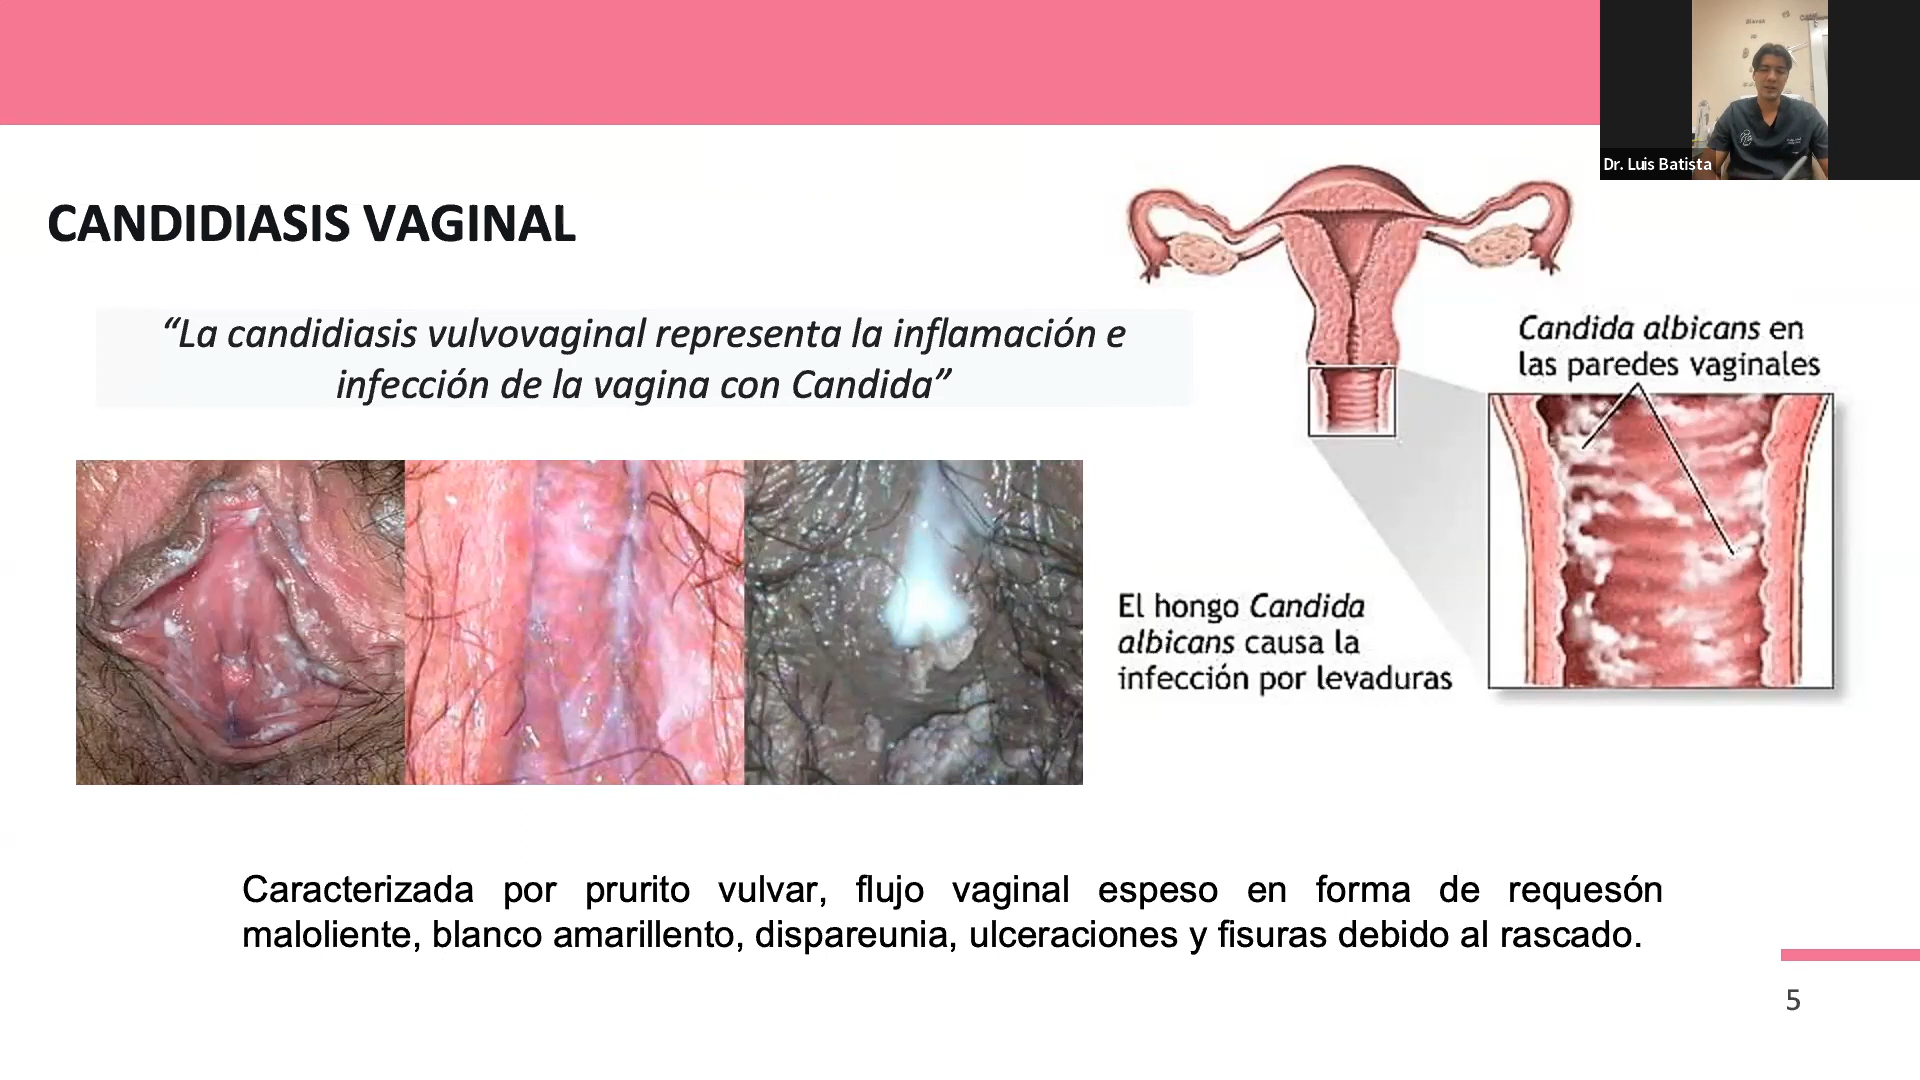 Dr. Luis Batista
CANDIDIASIS VAGINAL
“La candidiasis vulvovaginal representa la inflamación e
infección de la vagina con Candida”
Candida albicans en
las paredes vaginales
El hongo Candida
albicans causa la
infección por levaduras
Caracterizada por prurito vulvar, flujo vaginal espeso en forma de requesón
maloliente, blanco amarillento, dispareunia, ulceraciones y fisuras debido al rascado.
5